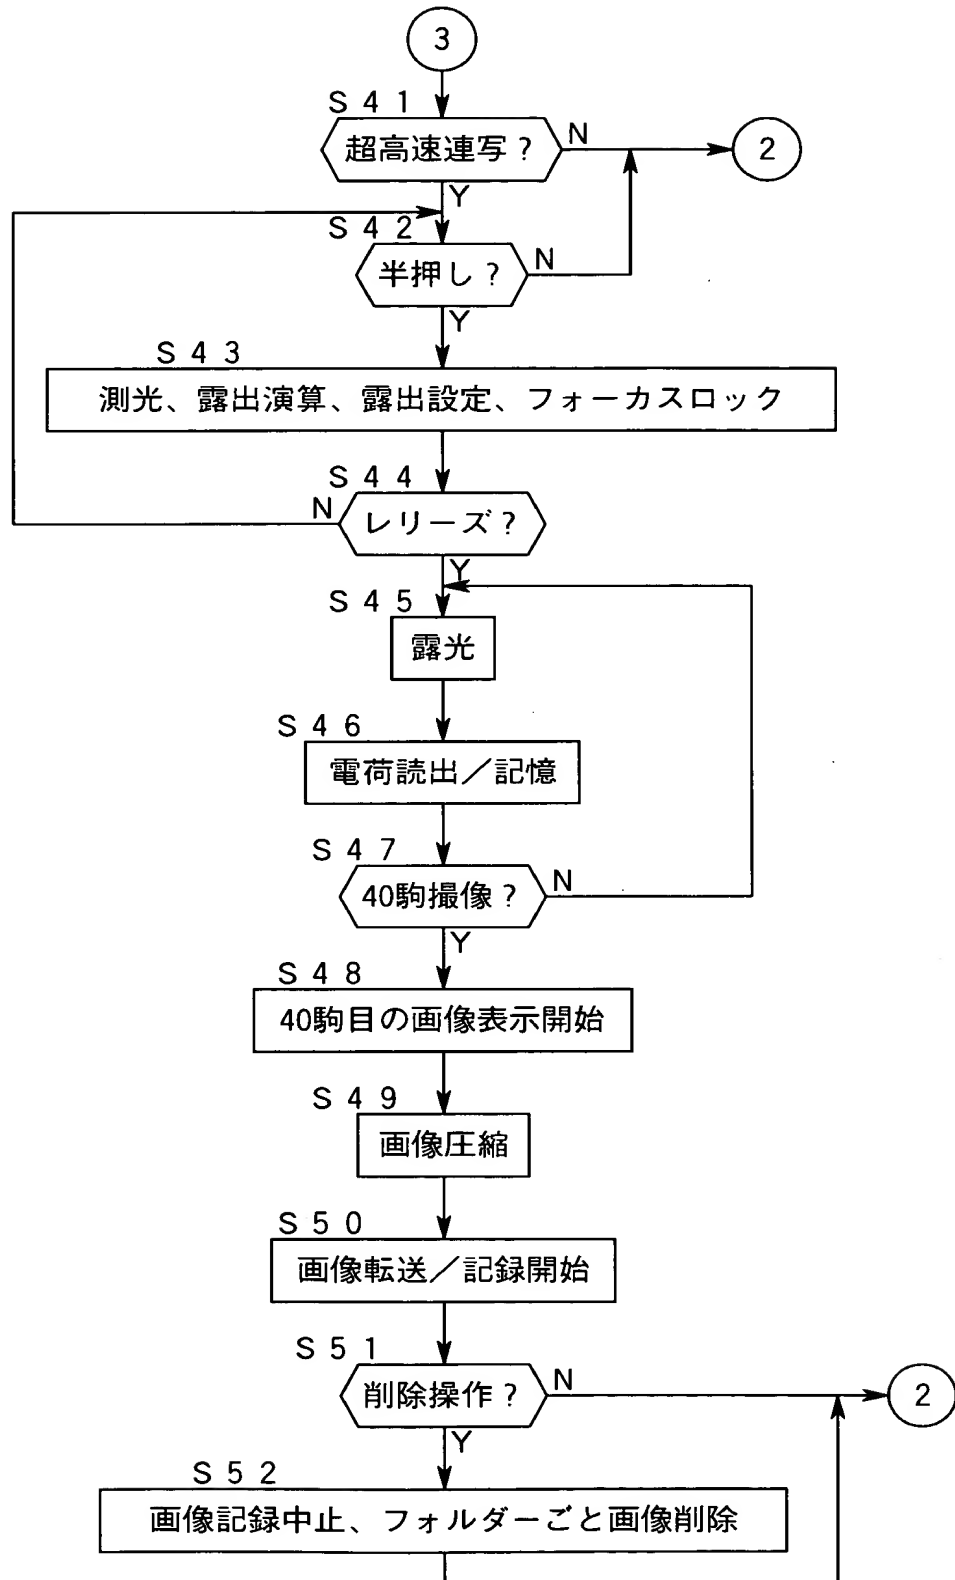 3
S41
超高速連写?
N
2
Y
S42
半押し?
N
Y
S43
測光、露出演算、露出設定、フォーカスロック
S44
N
レリーズ?
Y
S45
露光
S46
電荷読出/記憶
S47
40駒撮像?
N
Y
S48
40駒目の画像表示開始
S49
画像圧縮
S50
画像転送/記録開始
S51
削除操作?
N
2
Y
S52
画像記録中止、フォルダーごと画像削除